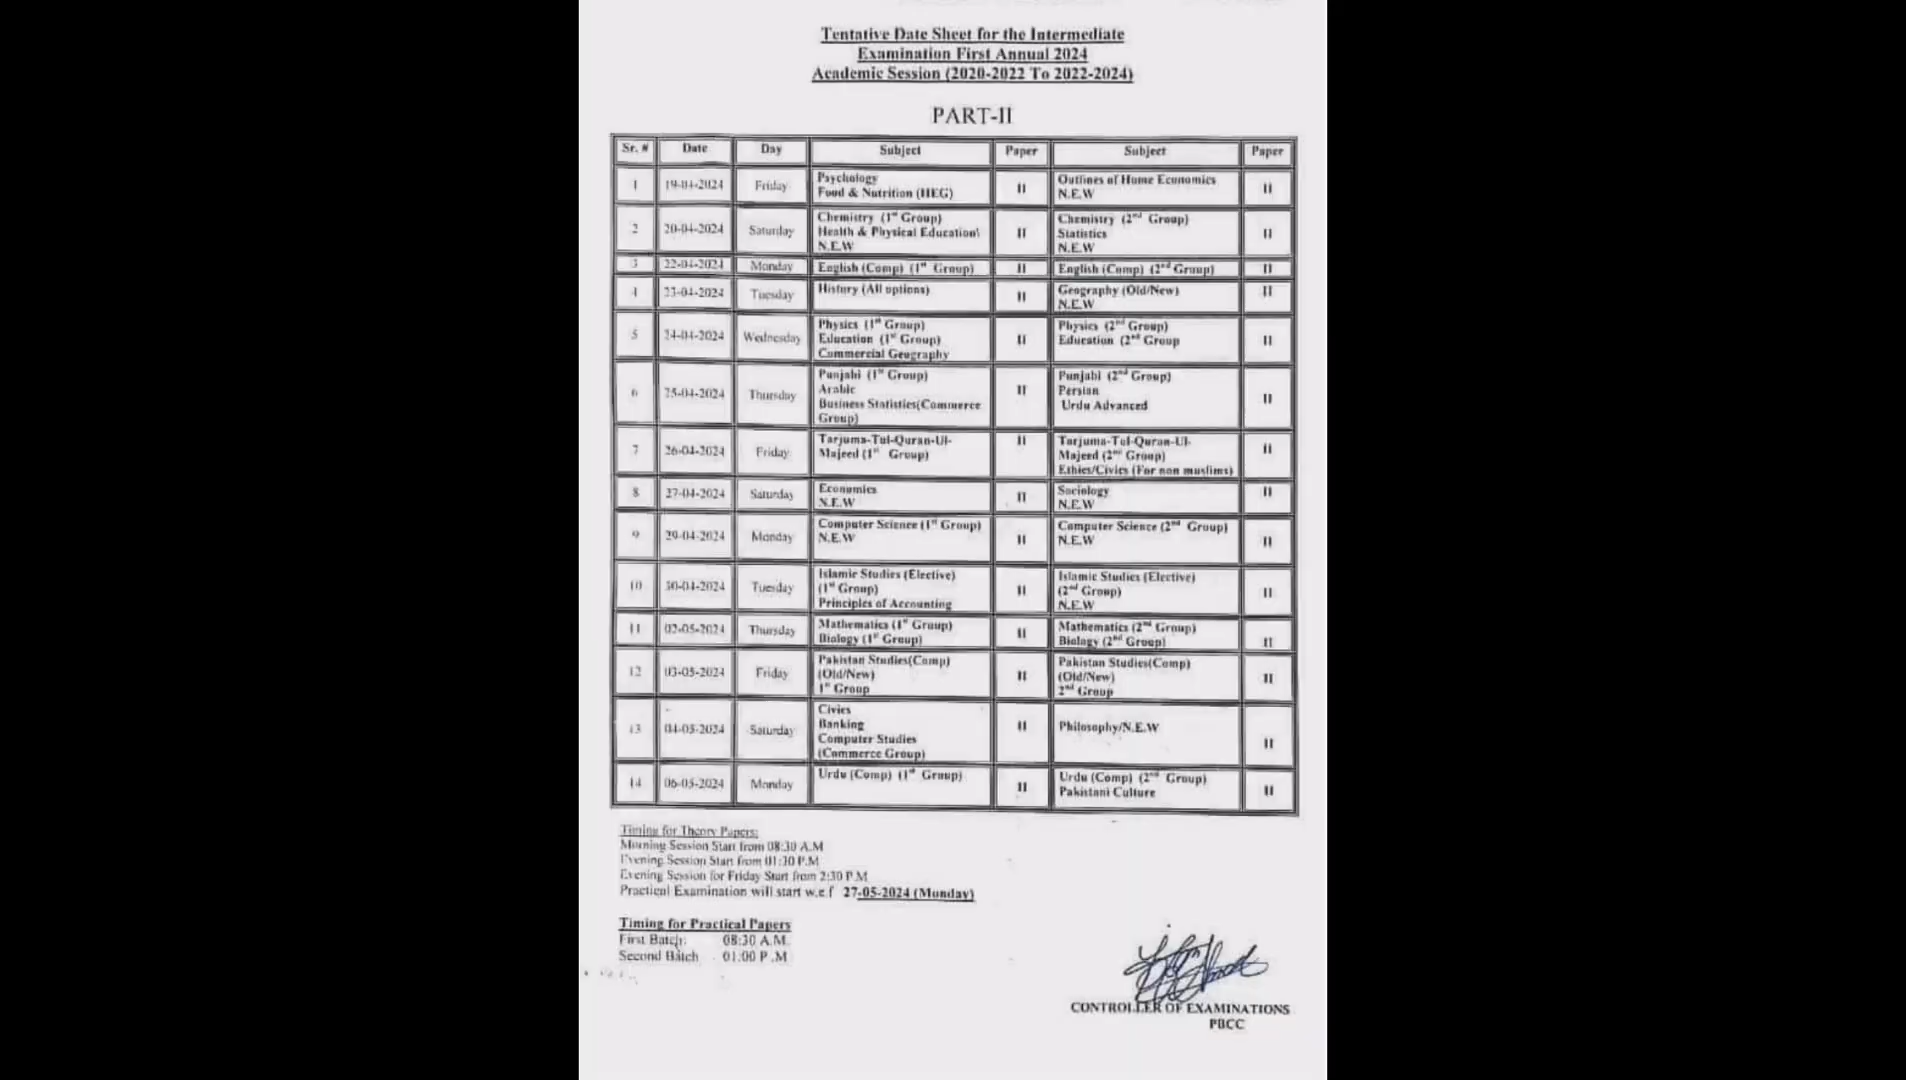 Tentative Date Sheet for the Intermediate
Examination First Annual 2024
Academic Session (2020-2022 To 2022-2024)
PART-II
Sr. # Date Day Subject Paper Subject Paper
1 19-04-2024 Friday Psychology
Food & Nutrition (HEG) II Outlines of Home Economics
N.E.W II
2 20-04-2024 Saturday Chemistry (1st Group)
Health & Physical Education\
N.E.W II Chemistry (2nd Group)
Statistics
N.E.W II
3 22-04-2024 Monday English (Comp) (1st Group) II English (Comp) (2nd Group) II
4 23-04-2024 Tuesday History (All options) II Geography (Old/New)
N.E.W II
5 24-04-2024 Wednesday Physics (1st Group)
Education (1st Group)
Commercial Geography II Physics (2nd Group)
Education (2nd Group II
6 25-04-2024 Thursday Punjabi (1st Group)
Arabic
Business Statistics(Commerce
Group) II Punjabi (2nd Group)
Persian
Urdu Advanced II
7 26-04-2024 Friday Tarjuma-Tul-Quran-Ul-
Majeed (1st Group) II Tarjuma-Tul-Quran-Ul-
Majeed (2nd Group)
Ethics/Civics (For non muslims) II
8 27-04-2024 Saturday Economics
N.E.W II Sociology
N.E.W II
9 29-04-2024 Monday Computer Science (1st Group)
N.E.W II Computer Science (2nd Group)
N.E.W II
10 30-04-2024 Tuesday Islamic Studies (Elective)
(1st Group)
Principles of Accounting II Islamic Studies (Elective)
(2nd Group)
N.E.W II
11 02-05-2024 Thursday Mathematics (1st Group)
Biology (1st Group) II Mathematics (2nd Group)
Biology (2nd Group) II
12 03-05-2024 Friday Pakistan Studies(Comp)
(Old/New)
1st Group II Pakistan Studies(Comp)
(Old/New)
2nd Group II
13 04-05-2024 Saturday Civics
Banking
Computer Studies
(Commerce Group) II Philosophy/N.E.W II
14 06-05-2024 Monday Urdu (Comp) (1st Group) II Urdu (Comp) (2nd Group)
Pakistani Culture II
Timing for Theory Papers:
Morning Session Start from 08:30 A.M
Evening Session Start from 01:30 P.M
Evening Session for Friday Start from 2:30 P.M
Practical Examination will start w.e.f 27-05-2024 (Monday)
Timing for Practical Papers
First Batch: 08:30 A.M.
Second Batch 01:00 P.M
CONTROLLER OF EXAMINATIONS
PBCC